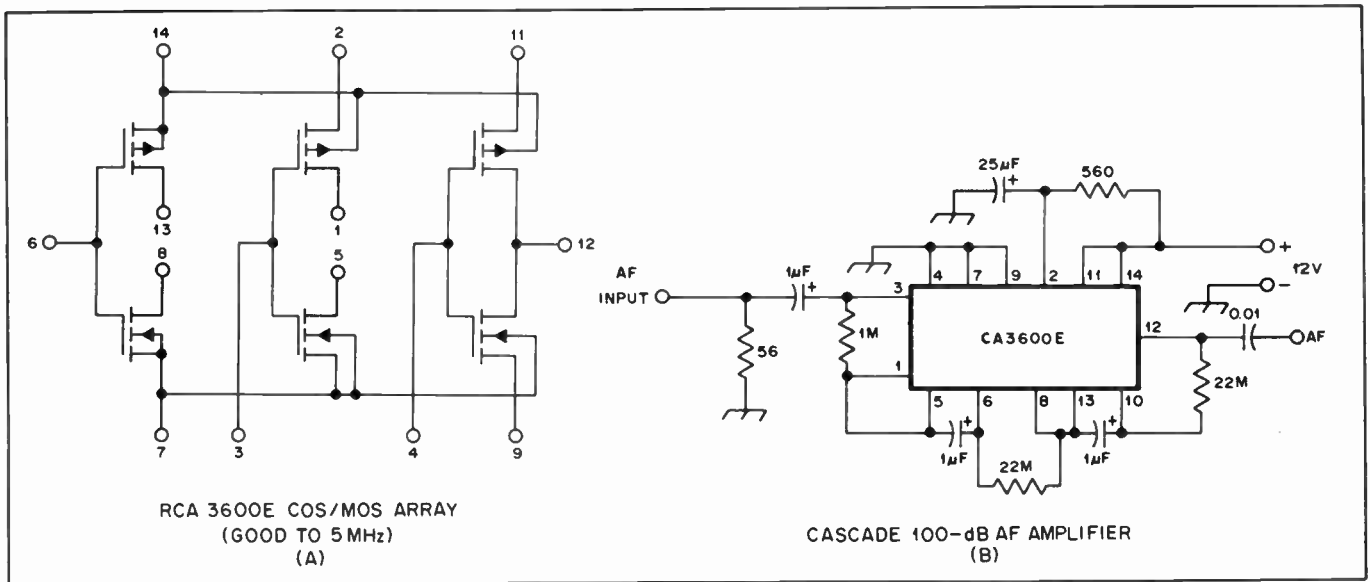 14
2
11
6
13
8
1
5
12
7
3
4
9
RCA 3600E COS/MOS ARRAY
(GOOD TO 5 MHz)
(A)
25µF
+
560
AF
INPUT
1µF
+
3
4
7
9
2
11
14
+
12V
-
56
1M
CA3600E
12
0.01
AF
1
5
6
8
13
10
22M
1µF
+
22M
1µF
+
CASCADE 100-dB AF AMPLIFIER
(B)